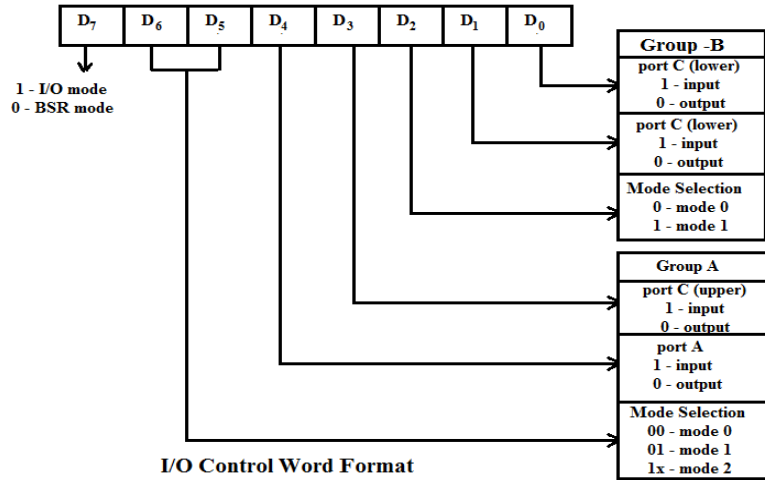 D7 D6 D5 D4 D3 D2 D1 D0
1 - I/O mode
0 - BSR mode
Group -B
port C (lower)
1 - input
0 - output
port C (lower)
1 - input
0 - output
Mode Selection
0 - mode 0
1 - mode 1
Group A
port C (upper)
1 - input
0 - output
port A
1 - input
0 - output
Mode Selection
00 - mode 0
01 - mode 1
1x - mode 2
I/O Control Word Format